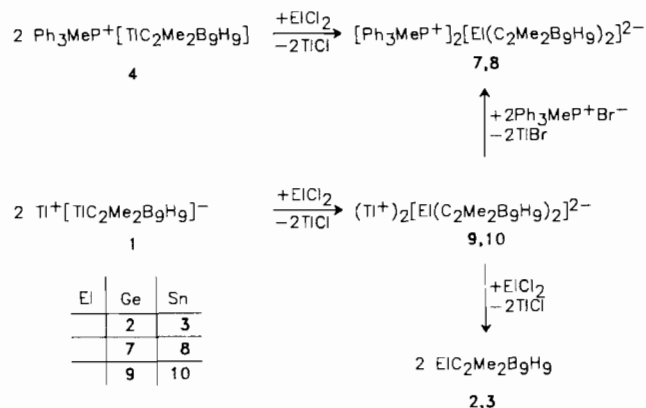 2 Ph₃MeP⁺[TlC₂Me₂B₉H₉] +ElCl₂ −2TlCl [Ph₃MeP⁺]₂[El(C₂Me₂B₉H₉)₂]²⁻
4 7,8
+2Ph₃MeP⁺Br⁻
−2TlBr
2 Tl⁺[TlC₂Me₂B₉H₉]⁻ +ElCl₂ −2TlCl (Tl⁺)₂[El(C₂Me₂B₉H₉)₂]²⁻
1 9,10
El Ge Sn
2 3
7 8
9 10
+ElCl₂
−2TlCl
2 ElC₂Me₂B₉H₉
2,3